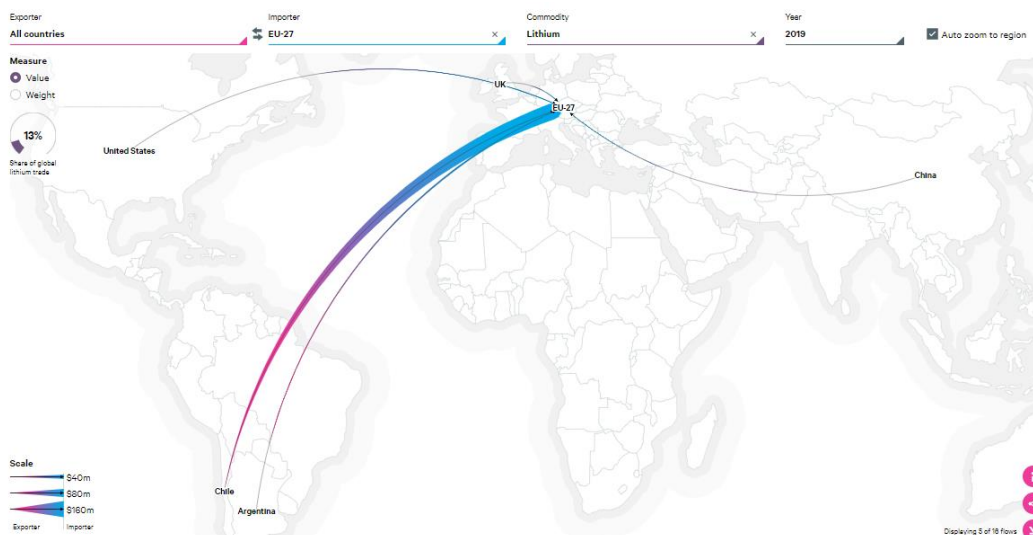 Exporter
All countries
Importer
EU-27
×
Commodity
Lithium
×
Year
2019
Auto zoom to region
Measure
Value
Weight
13%
Share of global
lithium trade
UK
EU-27
United States
China
Chile
Argentina
Scale
$40m
$80m
$160m
Exporter
Importer
Displaying 5 of 16 flows